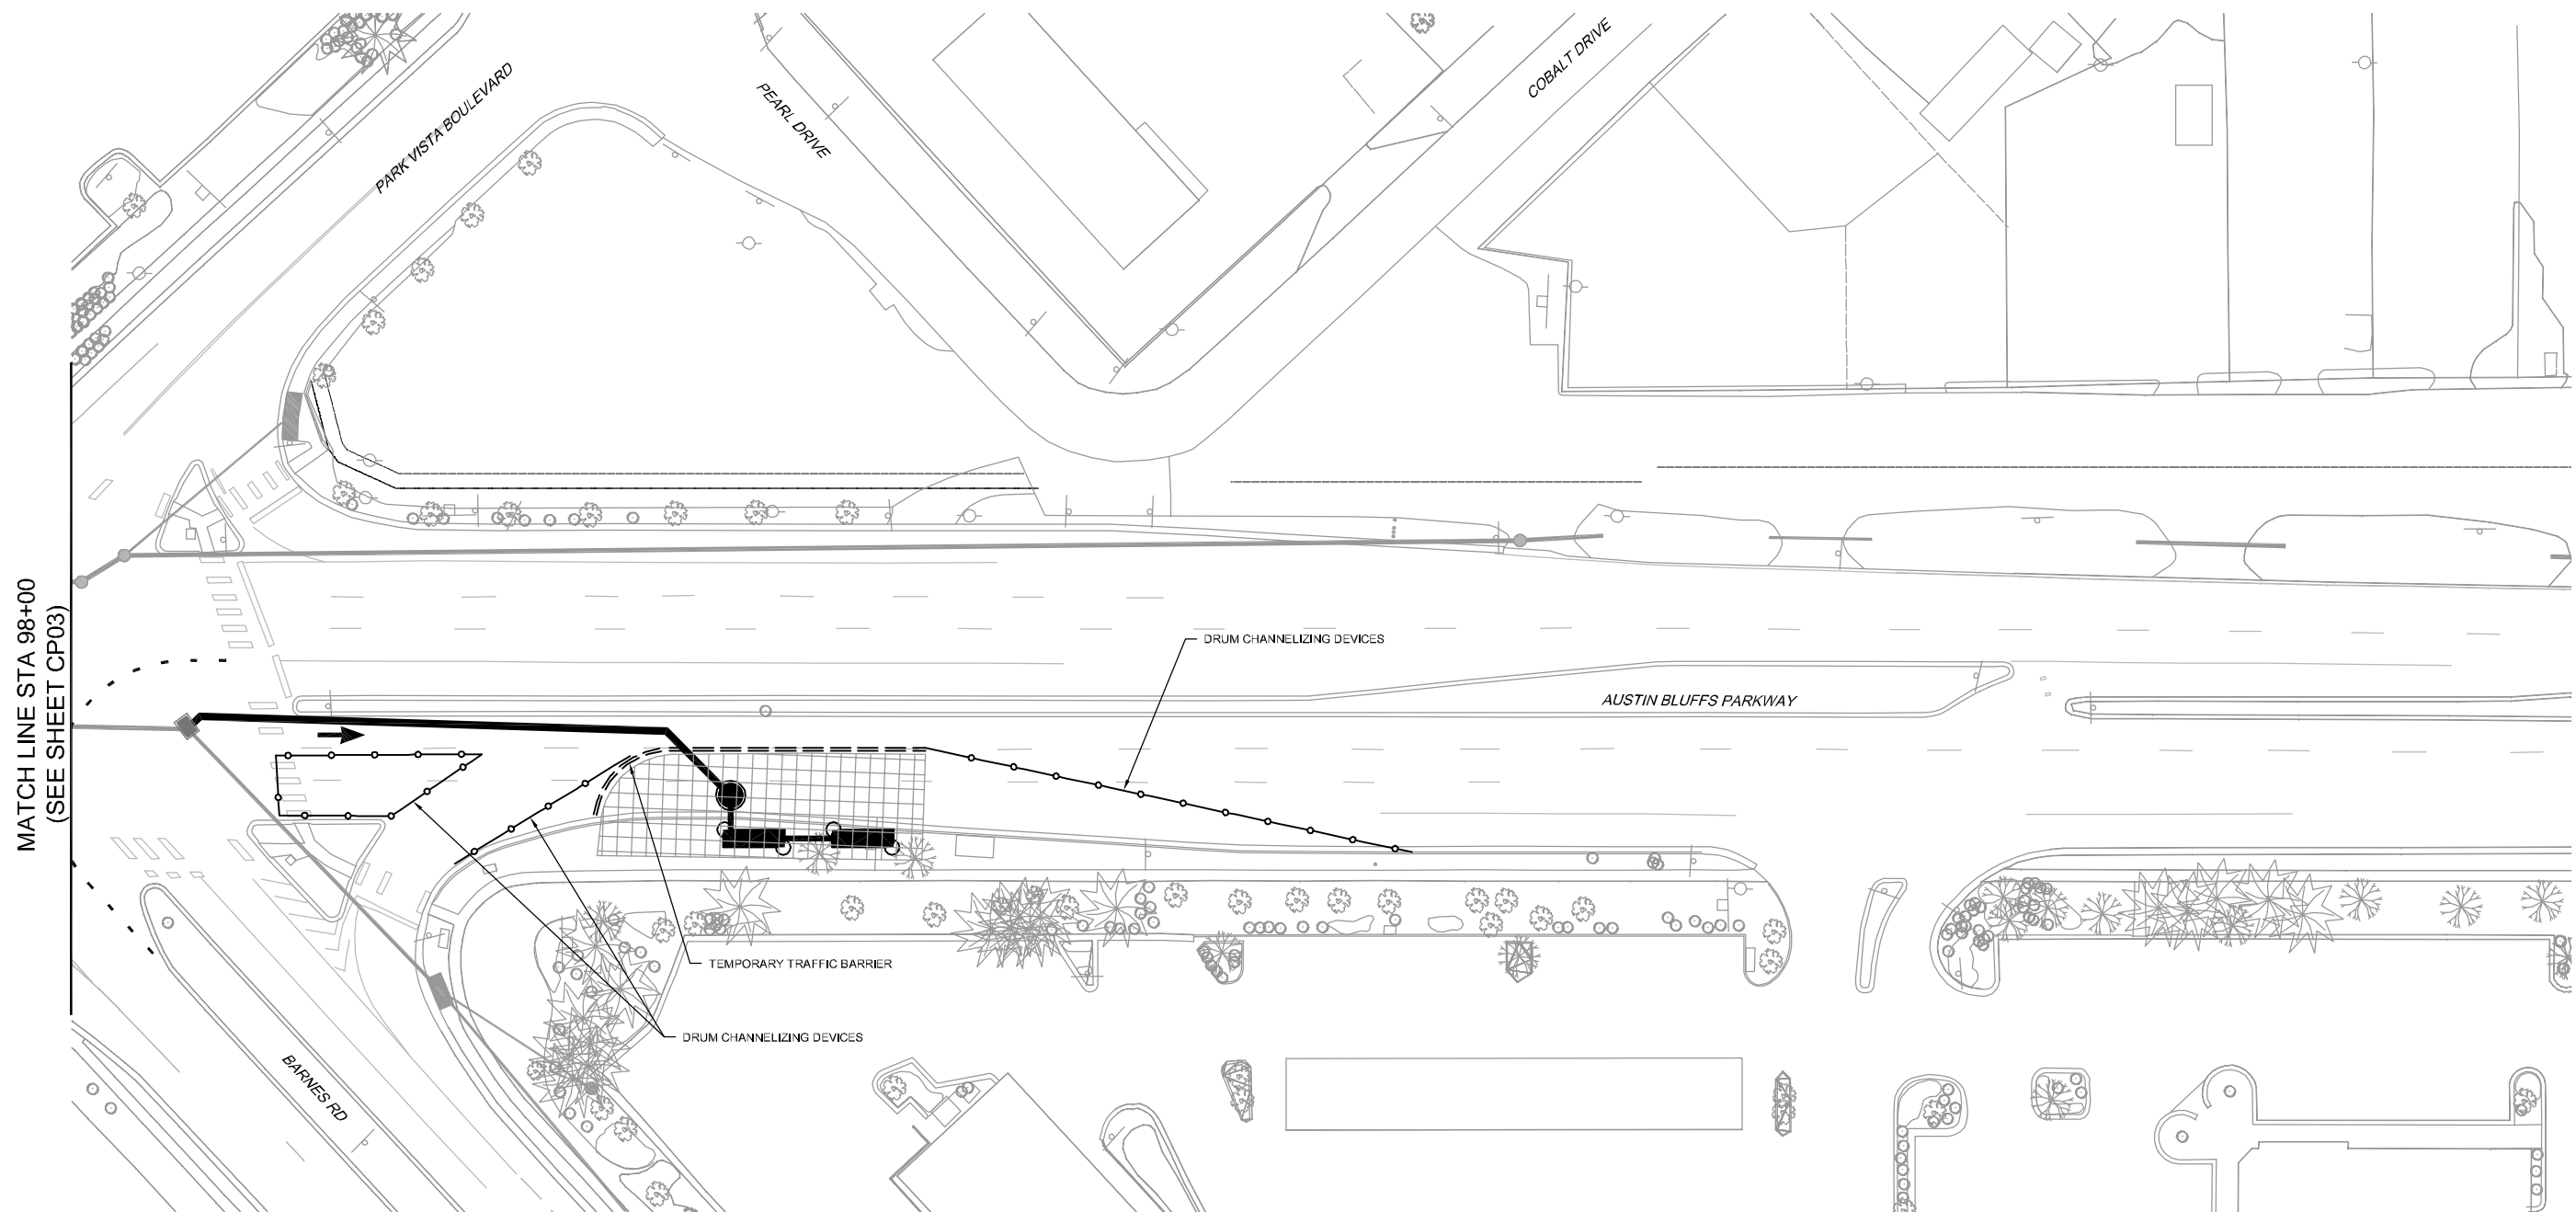 COBALT DRIVE
PARK VISTA BOULEVARD
PEARL DRIVE
MATCH LINE STA 98+00
(SEE SHEET CP03)
DRUM CHANNELIZING DEVICES
AUSTIN BLUFFS PARKWAY
TEMPORARY TRAFFIC BARRIER
DRUM CHANNELIZING DEVICES
BARNES RD